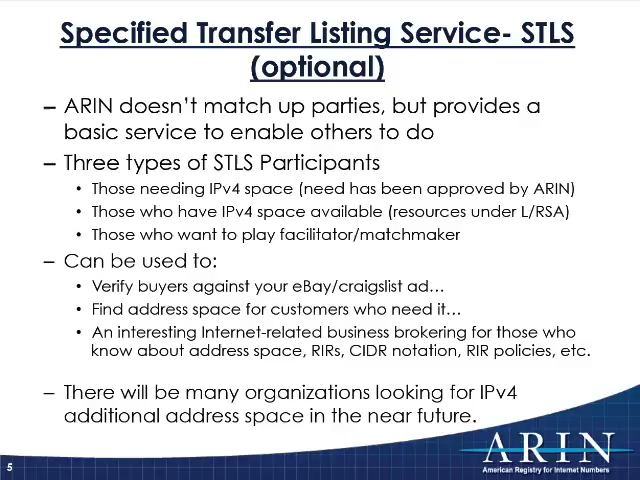 Specified Transfer Listing Service- STLS
(optional)
– ARIN doesn't match up parties, but provides a
basic service to enable others to do
– Three types of STLS Participants
• Those needing IPv4 space (need has been approved by ARIN)
• Those who have IPv4 space available (resources under L/RSA)
• Those who want to play facilitator/matchmaker
– Can be used to:
• Verify buyers against your eBay/craigslist ad…
• Find address space for customers who need it…
• An interesting Internet-related business brokering for those who
know about address space, RIRs, CIDR notation, RIR policies, etc.
– There will be many organizations looking for IPv4
additional address space in the near future.
5
ARIN
American Registry for Internet Numbers